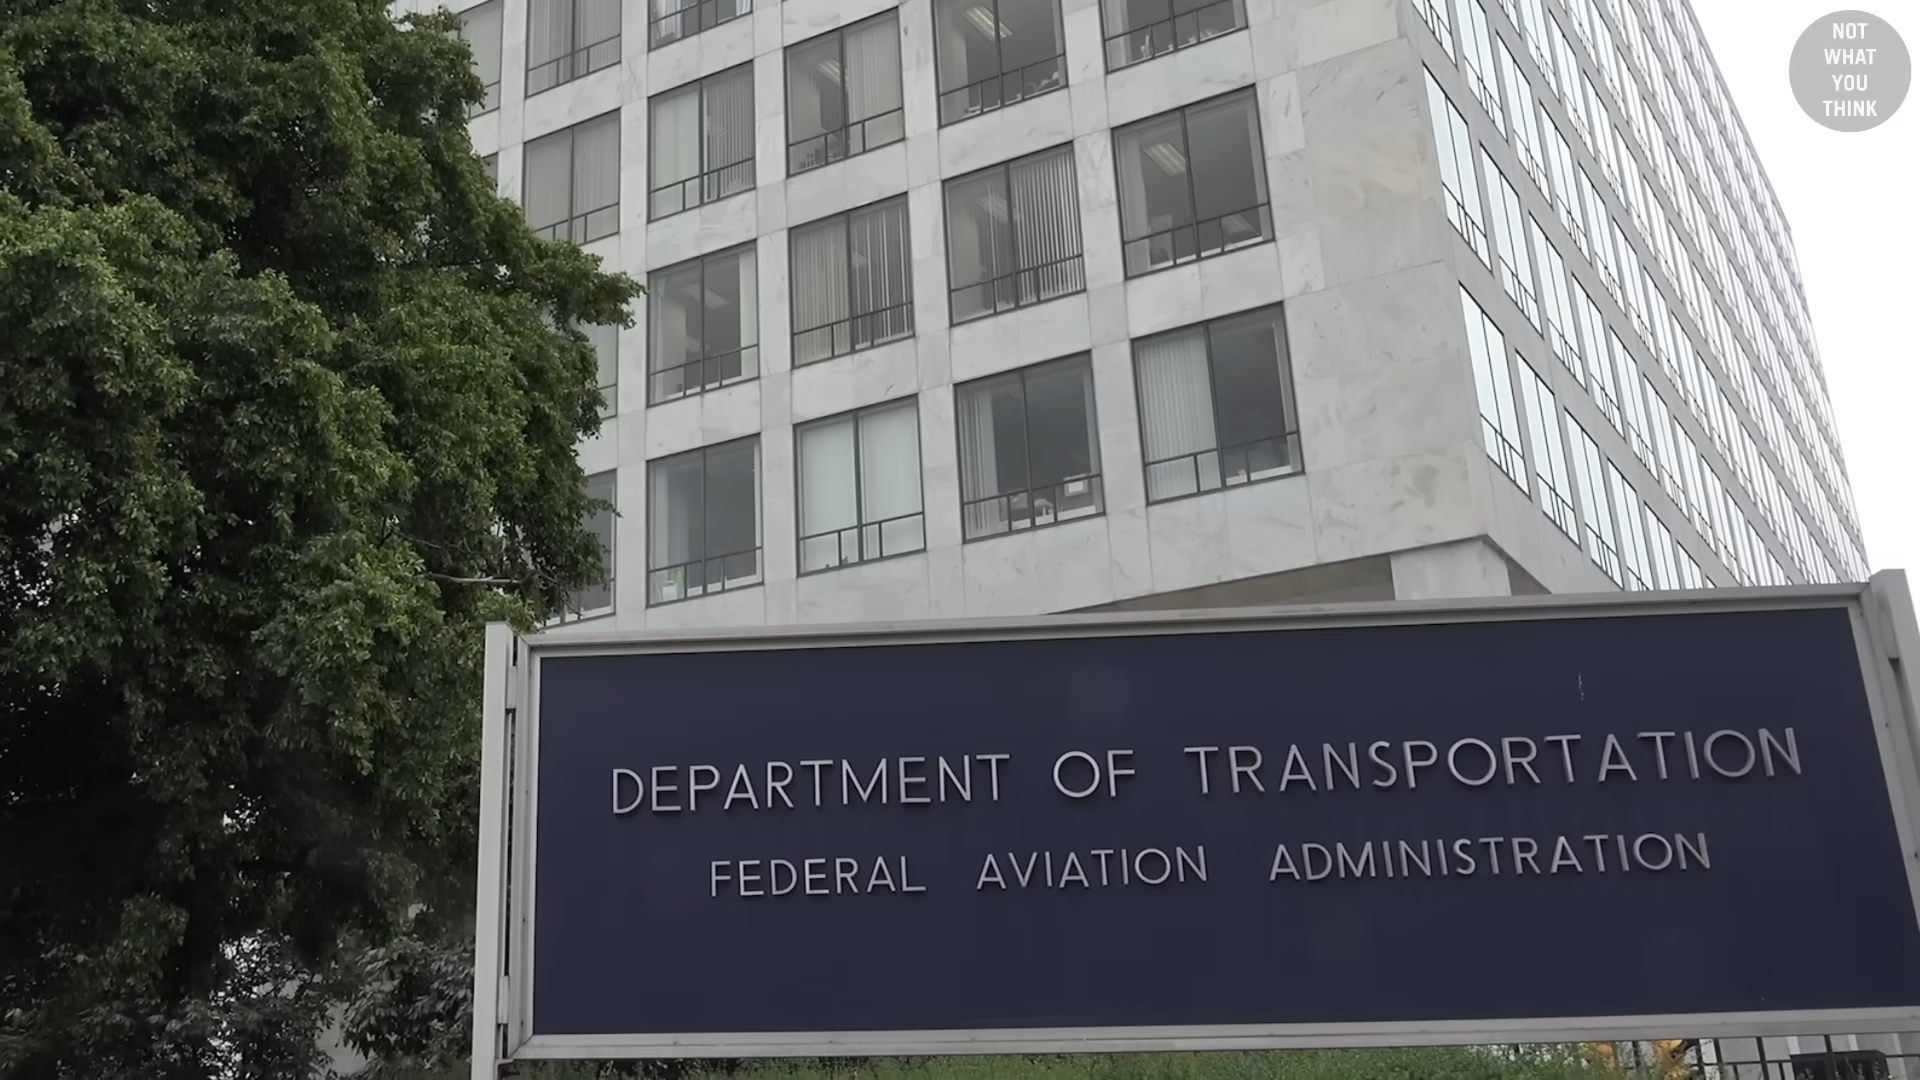 NOT
WHAT
YOU
THINK
DEPARTMENT OF TRANSPORTATION
FEDERAL AVIATION ADMINISTRATION